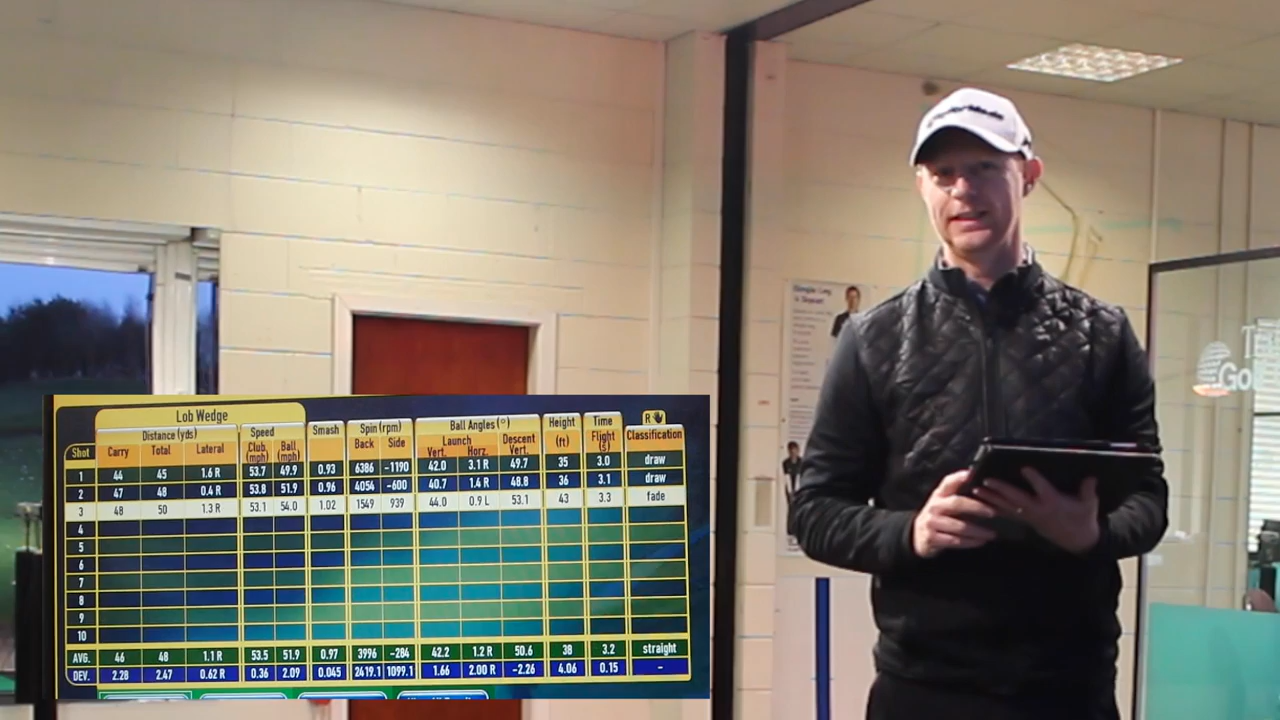 TaylorMade
Lob Wedge
R
Distance (yds) Speed Smash Spin (rpm) Ball Angles (°) Height Time Classification
Shot Carry Total Lateral Club (mph) Ball (mph) Back Side Launch Vert. Horz. Descent Vert. (ft) Flight (s)
1 44 45 1.6 R 53.7 49.9 0.93 6386 -1190 42.0 3.1 R 49.7 35 3.0 draw
2 47 48 0.4 R 53.8 51.9 0.96 4054 -600 40.7 1.4 R 48.8 36 3.1 draw
3 48 50 1.3 R 53.1 54.0 1.02 1549 939 44.0 0.9 L 53.1 43 3.3 fade
4
5
6
7
8
9
10
AVG. 46 48 1.1 R 53.5 51.9 0.97 3996 -284 42.2 1.2 R 50.6 38 3.2 straight
DEV. 2.28 2.47 0.62 R 0.36 2.09 0.045 2419.1 1099.1 1.66 2.00 R -2.26 4.06 0.15 -